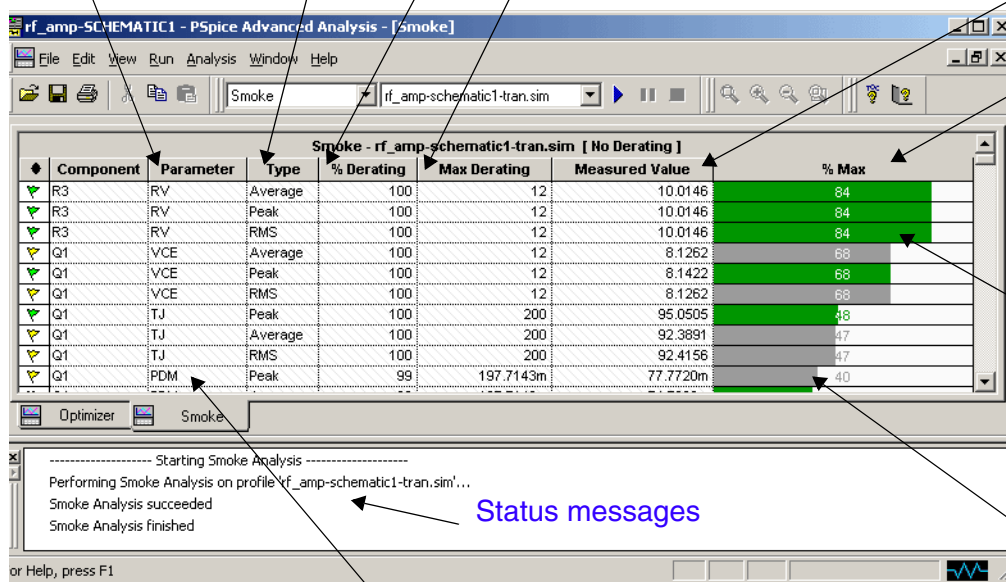 rf_amp-SCHEMATIC1 - PSpice Advanced Analysis - [Smoke]
File Edit View Run Analysis Window Help
Smoke rf_amp-schematic1-tran.sim
Smoke - rf_amp-schematic1-tran.sim [ No Derating ]
Component Parameter Type % Derating Max Derating Measured Value % Max
R3 RV Average 100 12 10.0146 84
R3 RV Peak 100 12 10.0146 84
R3 RV RMS 100 12 10.0146 84
Q1 VCE Average 100 12 8.1262 68
Q1 VCE Peak 100 12 8.1422 68
Q1 VCE RMS 100 12 8.1262 68
Q1 TJ Peak 100 200 95.0505 48
Q1 TJ Average 100 200 92.3891 47
Q1 TJ RMS 100 200 92.4156 47
Q1 PDM Peak 99 197.7143m 77.7720m 40
Optimizer Smoke
------------------- Starting Smoke Analysis --------------------
Performing Smoke Analysis on profile 'rf_amp-schematic1-tran.sim'...
Smoke Analysis succeeded
Smoke Analysis finished
Status messages
or Help, press F1